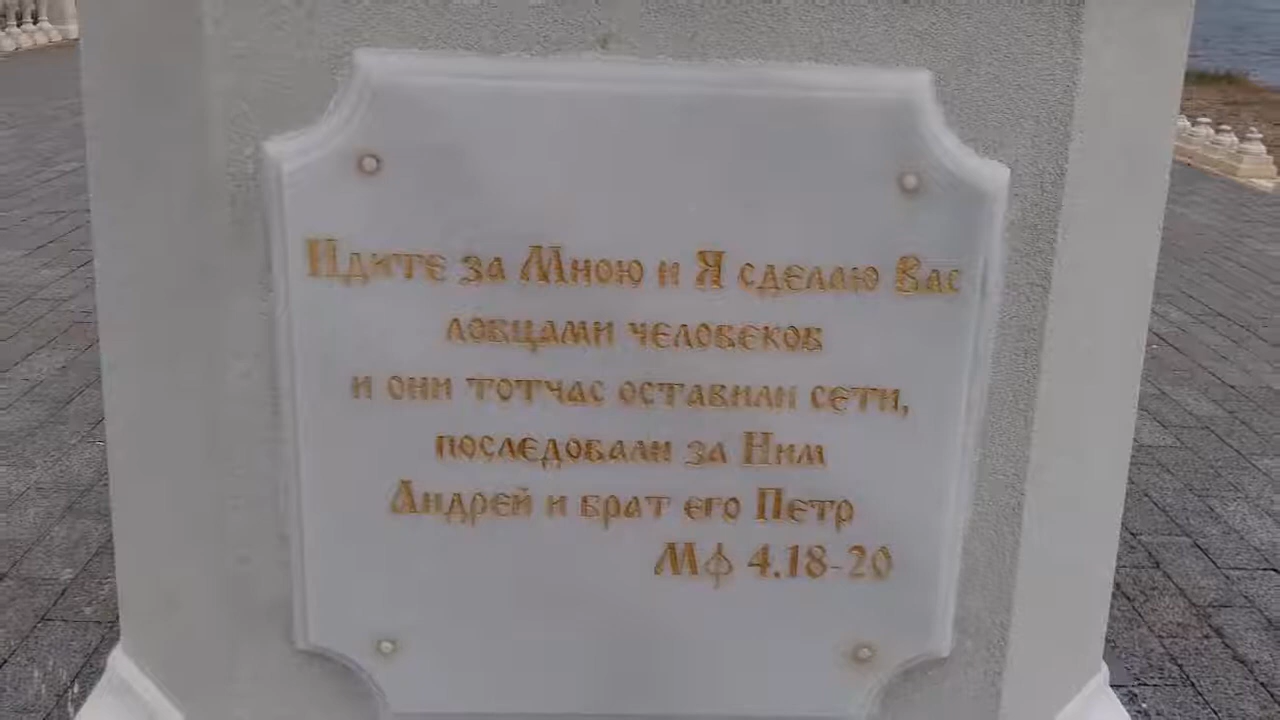 Идите за Мною и Я сделаю Вас
ловцами человеков
и они тотчас оставили сети,
последовали за Ним
Андрей и брат его Петр
Мф 4.18-20